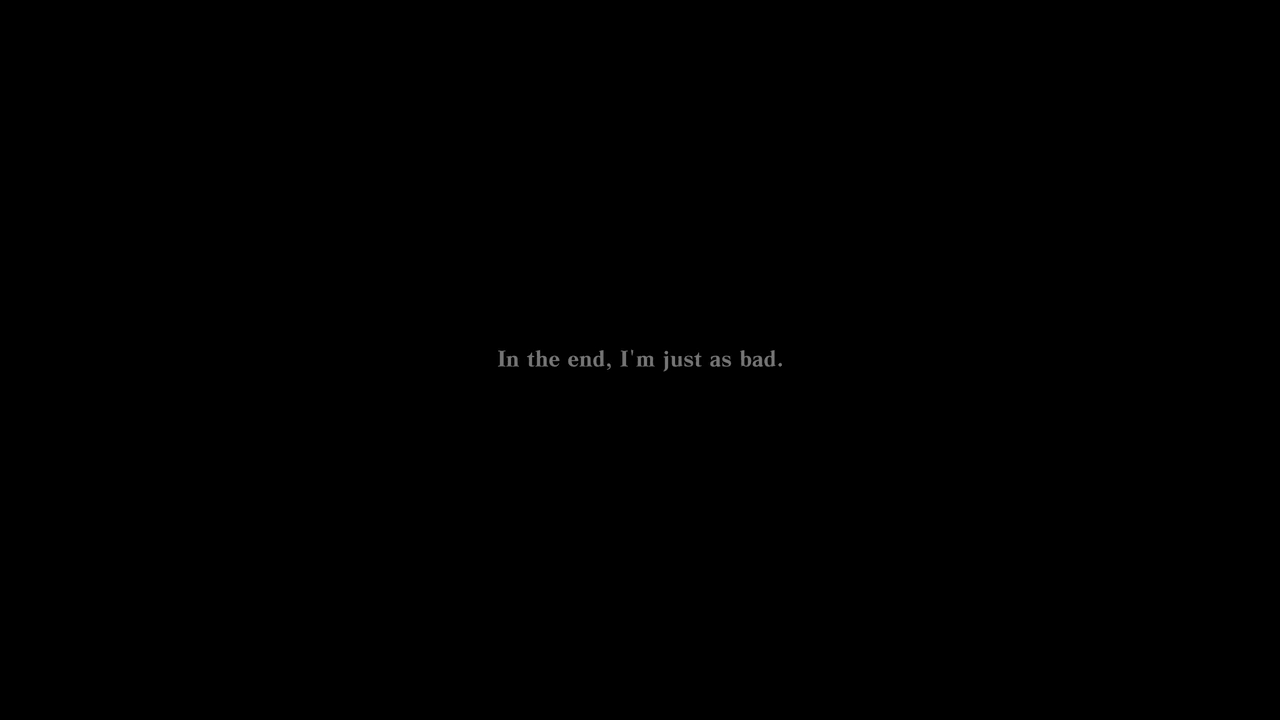 In the end, I'm just as bad.